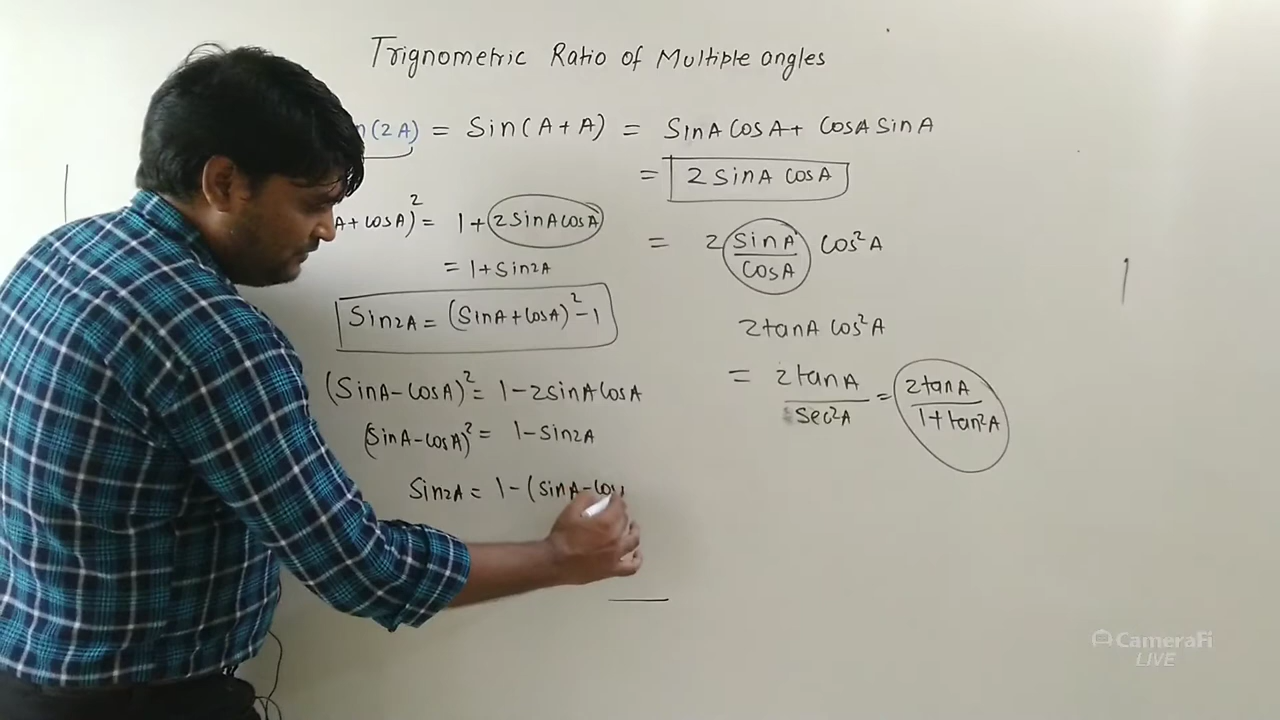 Trignometric Ratio of Multiple angles
(2A) = Sin(A+A) = SinA CosA + CosA SinA
= 2 SinA CosA
A+cosA)² = 1 + 2SinACosA
= 1+Sin2A
Sin2A = (SinA+CosA)² - 1
(SinA-CosA)² = 1-2SinACosA
(SinA-CosA)² = 1-Sin2A
Sin2A = 1-(SinA-
= 2 SinA/CosA Cos²A
2tanA Cos²A
= 2tanA/Sec²A = 2tanA/1+tan²A
CameraFi
LIVE